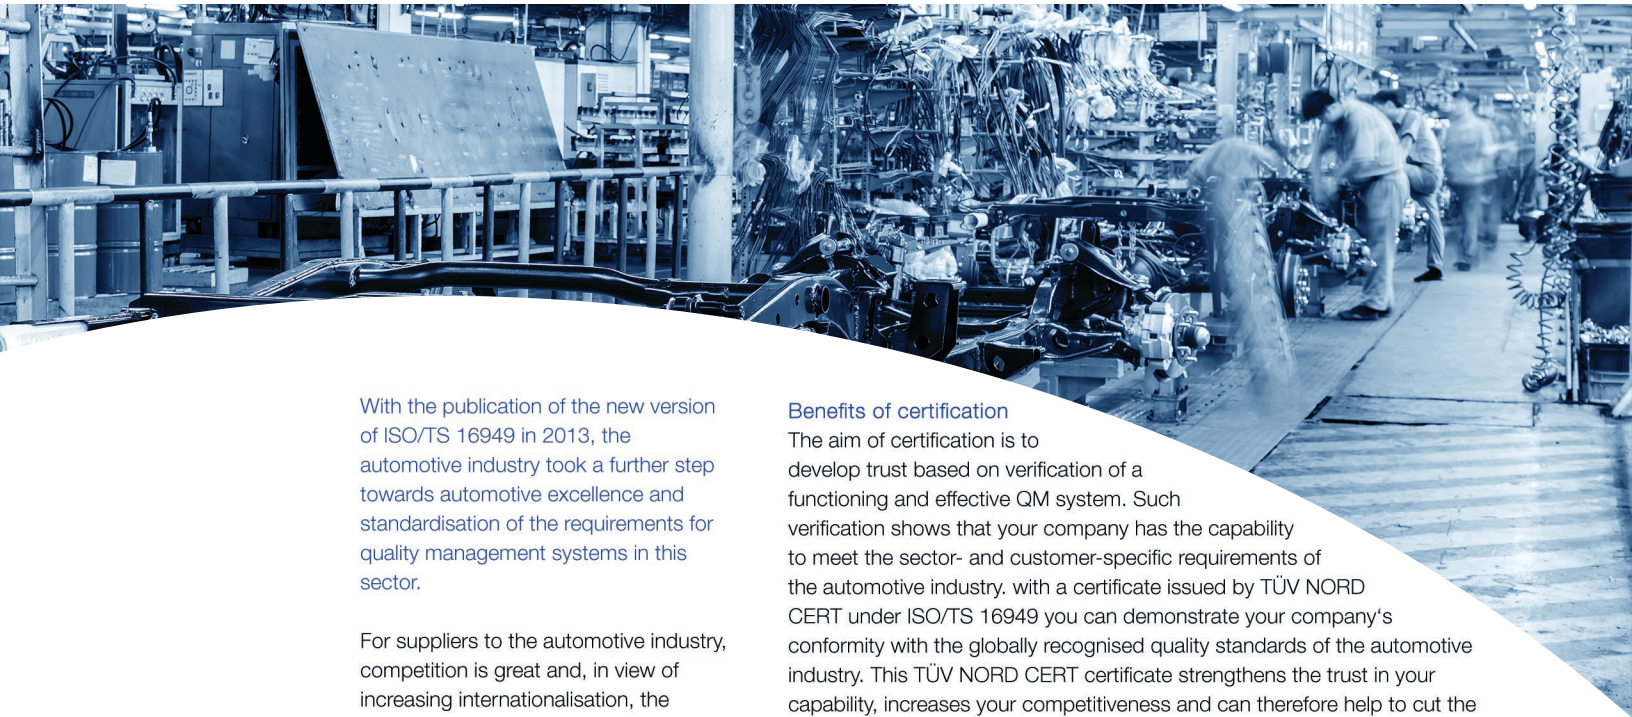 With the publication of the new version
of ISO/TS 16949 in 2013, the
automotive industry took a further step
towards automotive excellence and
standardisation of the requirements for
quality management systems in this
sector.
For suppliers to the automotive industry,
competition is great and, in view of
increasing internationalisation, the
Benefits of certification
The aim of certification is to
develop trust based on verification of a
functioning and effective QM system. Such
verification shows that your company has the capability
to meet the sector- and customer-specific requirements of
the automotive industry. with a certificate issued by TÜV NORD
CERT under ISO/TS 16949 you can demonstrate your company‘s
conformity with the globally recognised quality standards of the automotive
industry. This TÜV NORD CERT certificate strengthens the trust in your
capability, increases your competitiveness and can therefore help to cut the